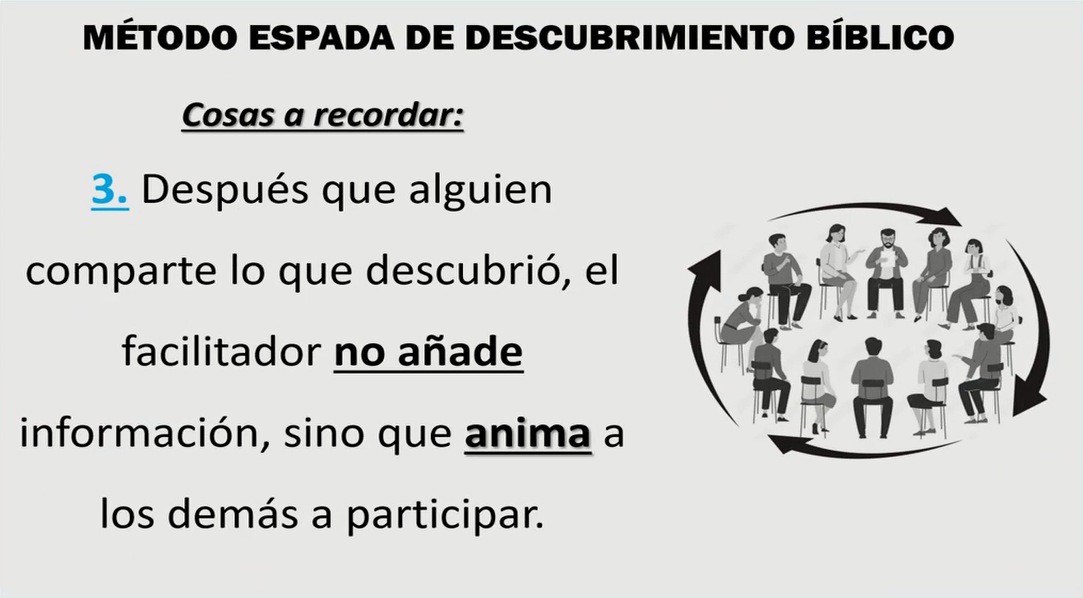 MÉTODO ESPADA DE DESCUBRIMIENTO BÍBLICO
Cosas a recordar:
3. Después que alguien
comparte lo que descubrió, el
facilitador no añade
información, sino que anima a
los demás a participar.